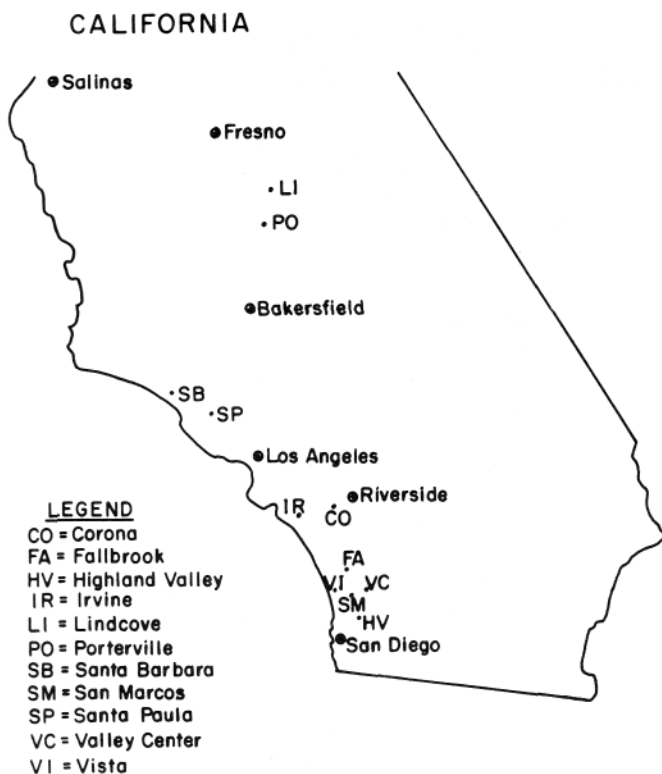 CALIFORNIA
Salinas
Fresno
LI
PO
Bakersfield
SB
SP
Los Angeles
Riverside
IR
CO
FA
VI
VC
SM
HV
San Diego
LEGEND
CO = Corona
FA = Fallbrook
HV = Highland Valley
IR = Irvine
LI = Lindcove
PO = Porterville
SB = Santa Barbara
SM = San Marcos
SP = Santa Paula
VC = Valley Center
VI = Vista